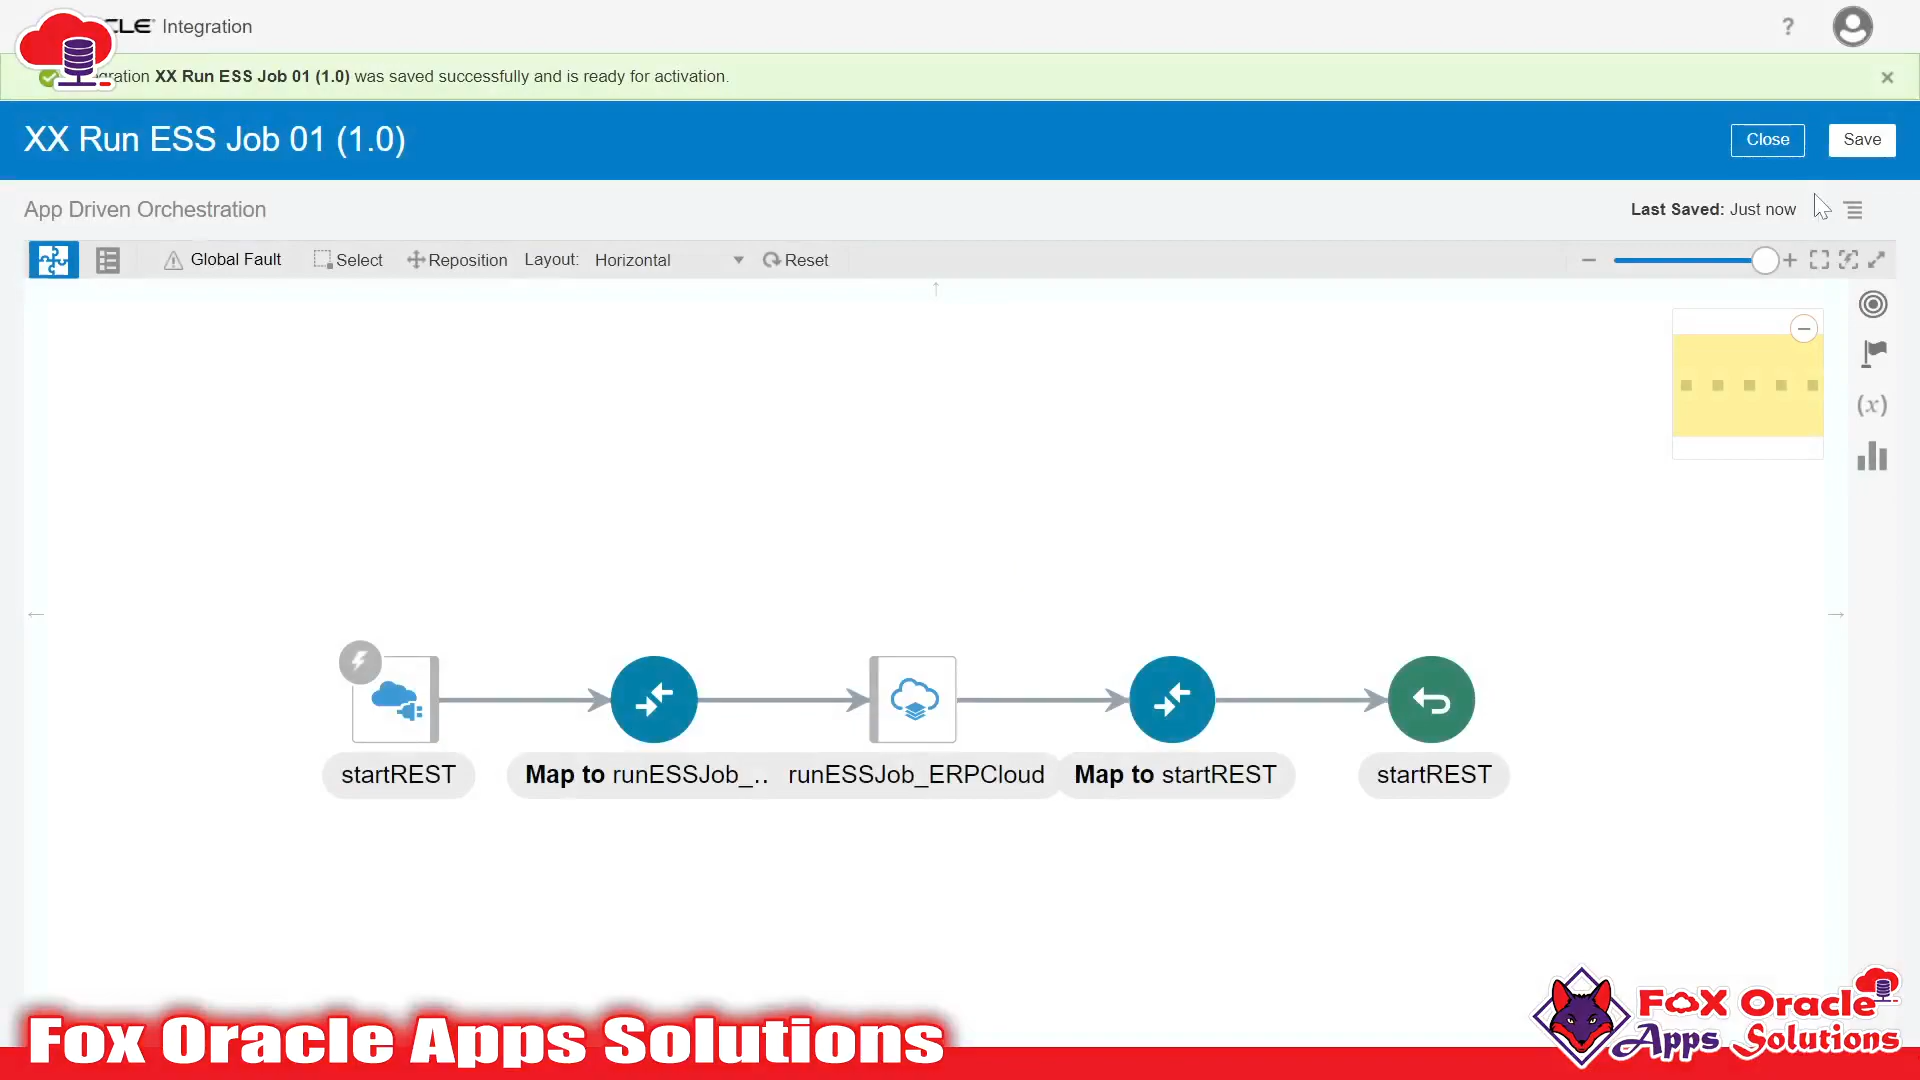 Integration
?
XX Run ESS Job 01 (1.0) was saved successfully and is ready for activation.
XX Run ESS Job 01 (1.0)
Close
Save
App Driven Orchestration
Last Saved: Just now
Global Fault
Select
Reposition
Layout:
Horizontal
Reset
(x)
startREST
Map to runESSJob_..
runESSJob_ERPCloud
Map to startREST
startREST
Fox Oracle Apps Solutions
Fox Oracle
Apps Solutions